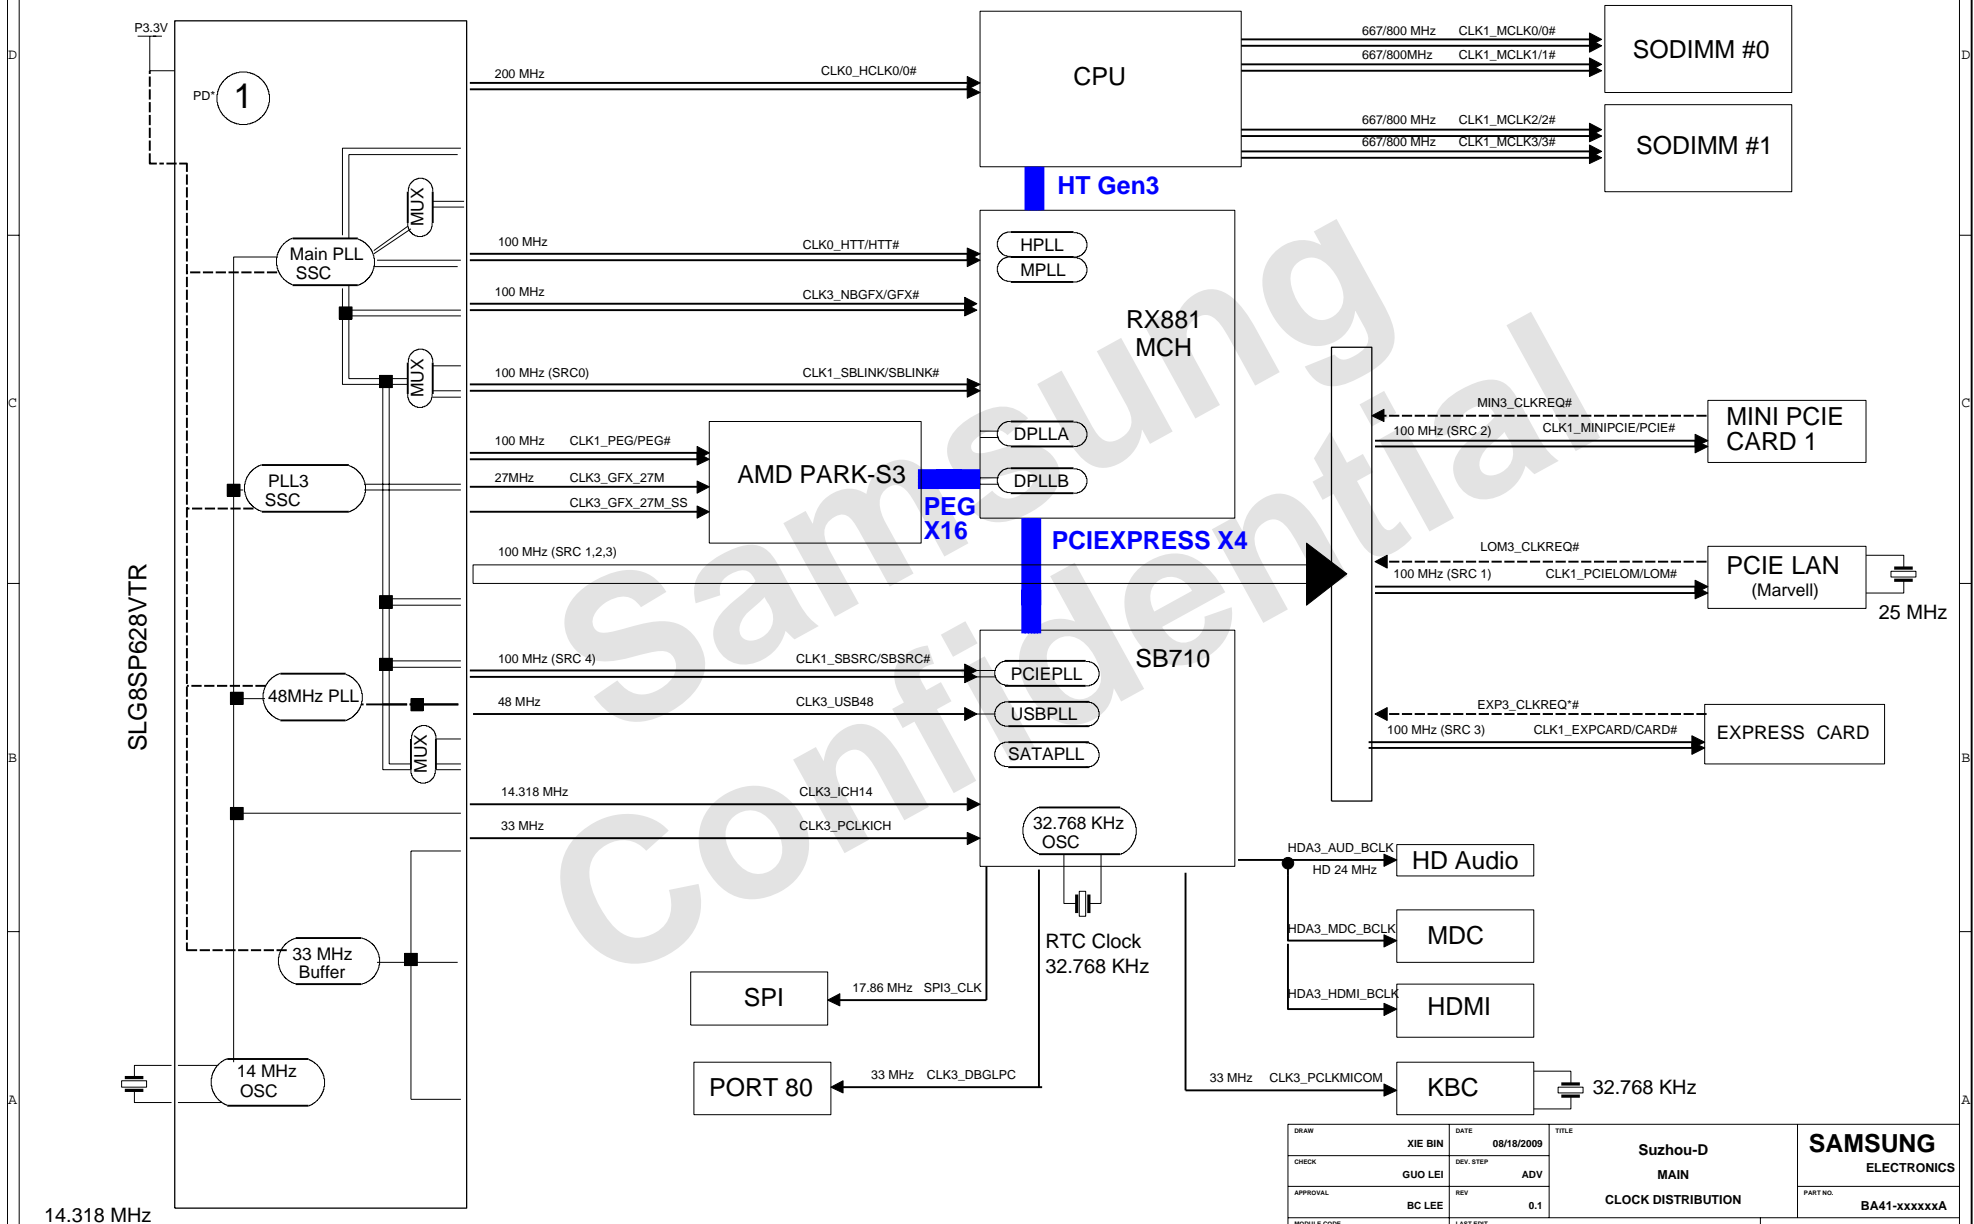 P3.3V
D
D
PD*
1
200 MHz
CLK0_HCLK0/0#
CPU
667/800 MHz CLK1_MCLK0/0#
667/800MHz CLK1_MCLK1/1#
SODIMM #0
667/800 MHz CLK1_MCLK2/2#
667/800 MHz CLK1_MCLK3/3#
SODIMM #1
HT Gen3
MUX
Main PLL
SSC
100 MHz
CLK0_HTT/HTT#
HPLL
MPLL
100 MHz
CLK3_NBGFX/GFX#
RX881
MCH
MUX
100 MHz (SRC0)
CLK1_SBLINK/SBLINK#
C
C
MIN3_CLKREQ#
100 MHz (SRC 2)
CLK1_MINIPCIE/PCIE#
MINI PCIE
CARD 1
100 MHz CLK1_PEG/PEG#
27MHz CLK3_GFX_27M
CLK3_GFX_27M_SS
AMD PARK-S3
DPLLA
DPLLB
PEG
X16
PLL3
SSC
PCIEXPRESS X4
100 MHz (SRC 1,2,3)
LOM3_CLKREQ#
100 MHz (SRC 1)
CLK1_PCIELOM/LOM#
PCIE LAN
(Marvell)
25 MHz
SLG8SP628VTR
SB710
100 MHz (SRC 4)
CLK1_SBSRC/SBSRC#
PCIEPLL
48MHz PLL
48 MHz
CLK3_USB48
USBPLL
SATAPLL
EXP3_CLKREQ*#
100 MHz (SRC 3)
CLK1_EXPCARD/CARD#
EXPRESS CARD
MUX
B
B
14.318 MHz
CLK3_ICH14
33 MHz
CLK3_PCLKICH
32.768 KHz
OSC
HDA3_AUD_BCLK
HD 24 MHz
HD Audio
HDA3_MDC_BCLK
MDC
RTC Clock
32.768 KHz
33 MHz
Buffer
SPI
17.86 MHz SPI3_CLK
HDA3_HDMI_BCLK
HDMI
14 MHz
OSC
PORT 80
33 MHz CLK3_DBGLPC
33 MHz CLK3_PCLKMICOM
KBC
32.768 KHz
A
A
DRAW
XIE BIN
DATE
08/18/2009
TITLE
Suzhou-D
MAIN
CLOCK DISTRIBUTION
SAMSUNG
ELECTRONICS
CHECK
GUO LEI
DEV. STEP
ADV
APPROVAL
BC LEE
REV
0.1
PART NO.
BA41-xxxxxxA
MODULE CODE
LAST EDIT
14.318 MHz
Samsung
Confidential